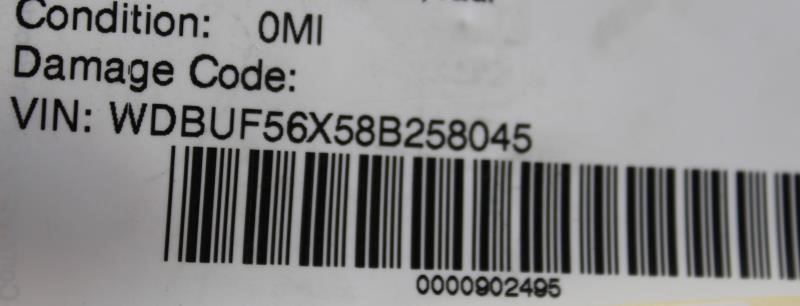 Condition: 0MI
Damage Code:
VIN: WDBUF56X58B258045
0000902495